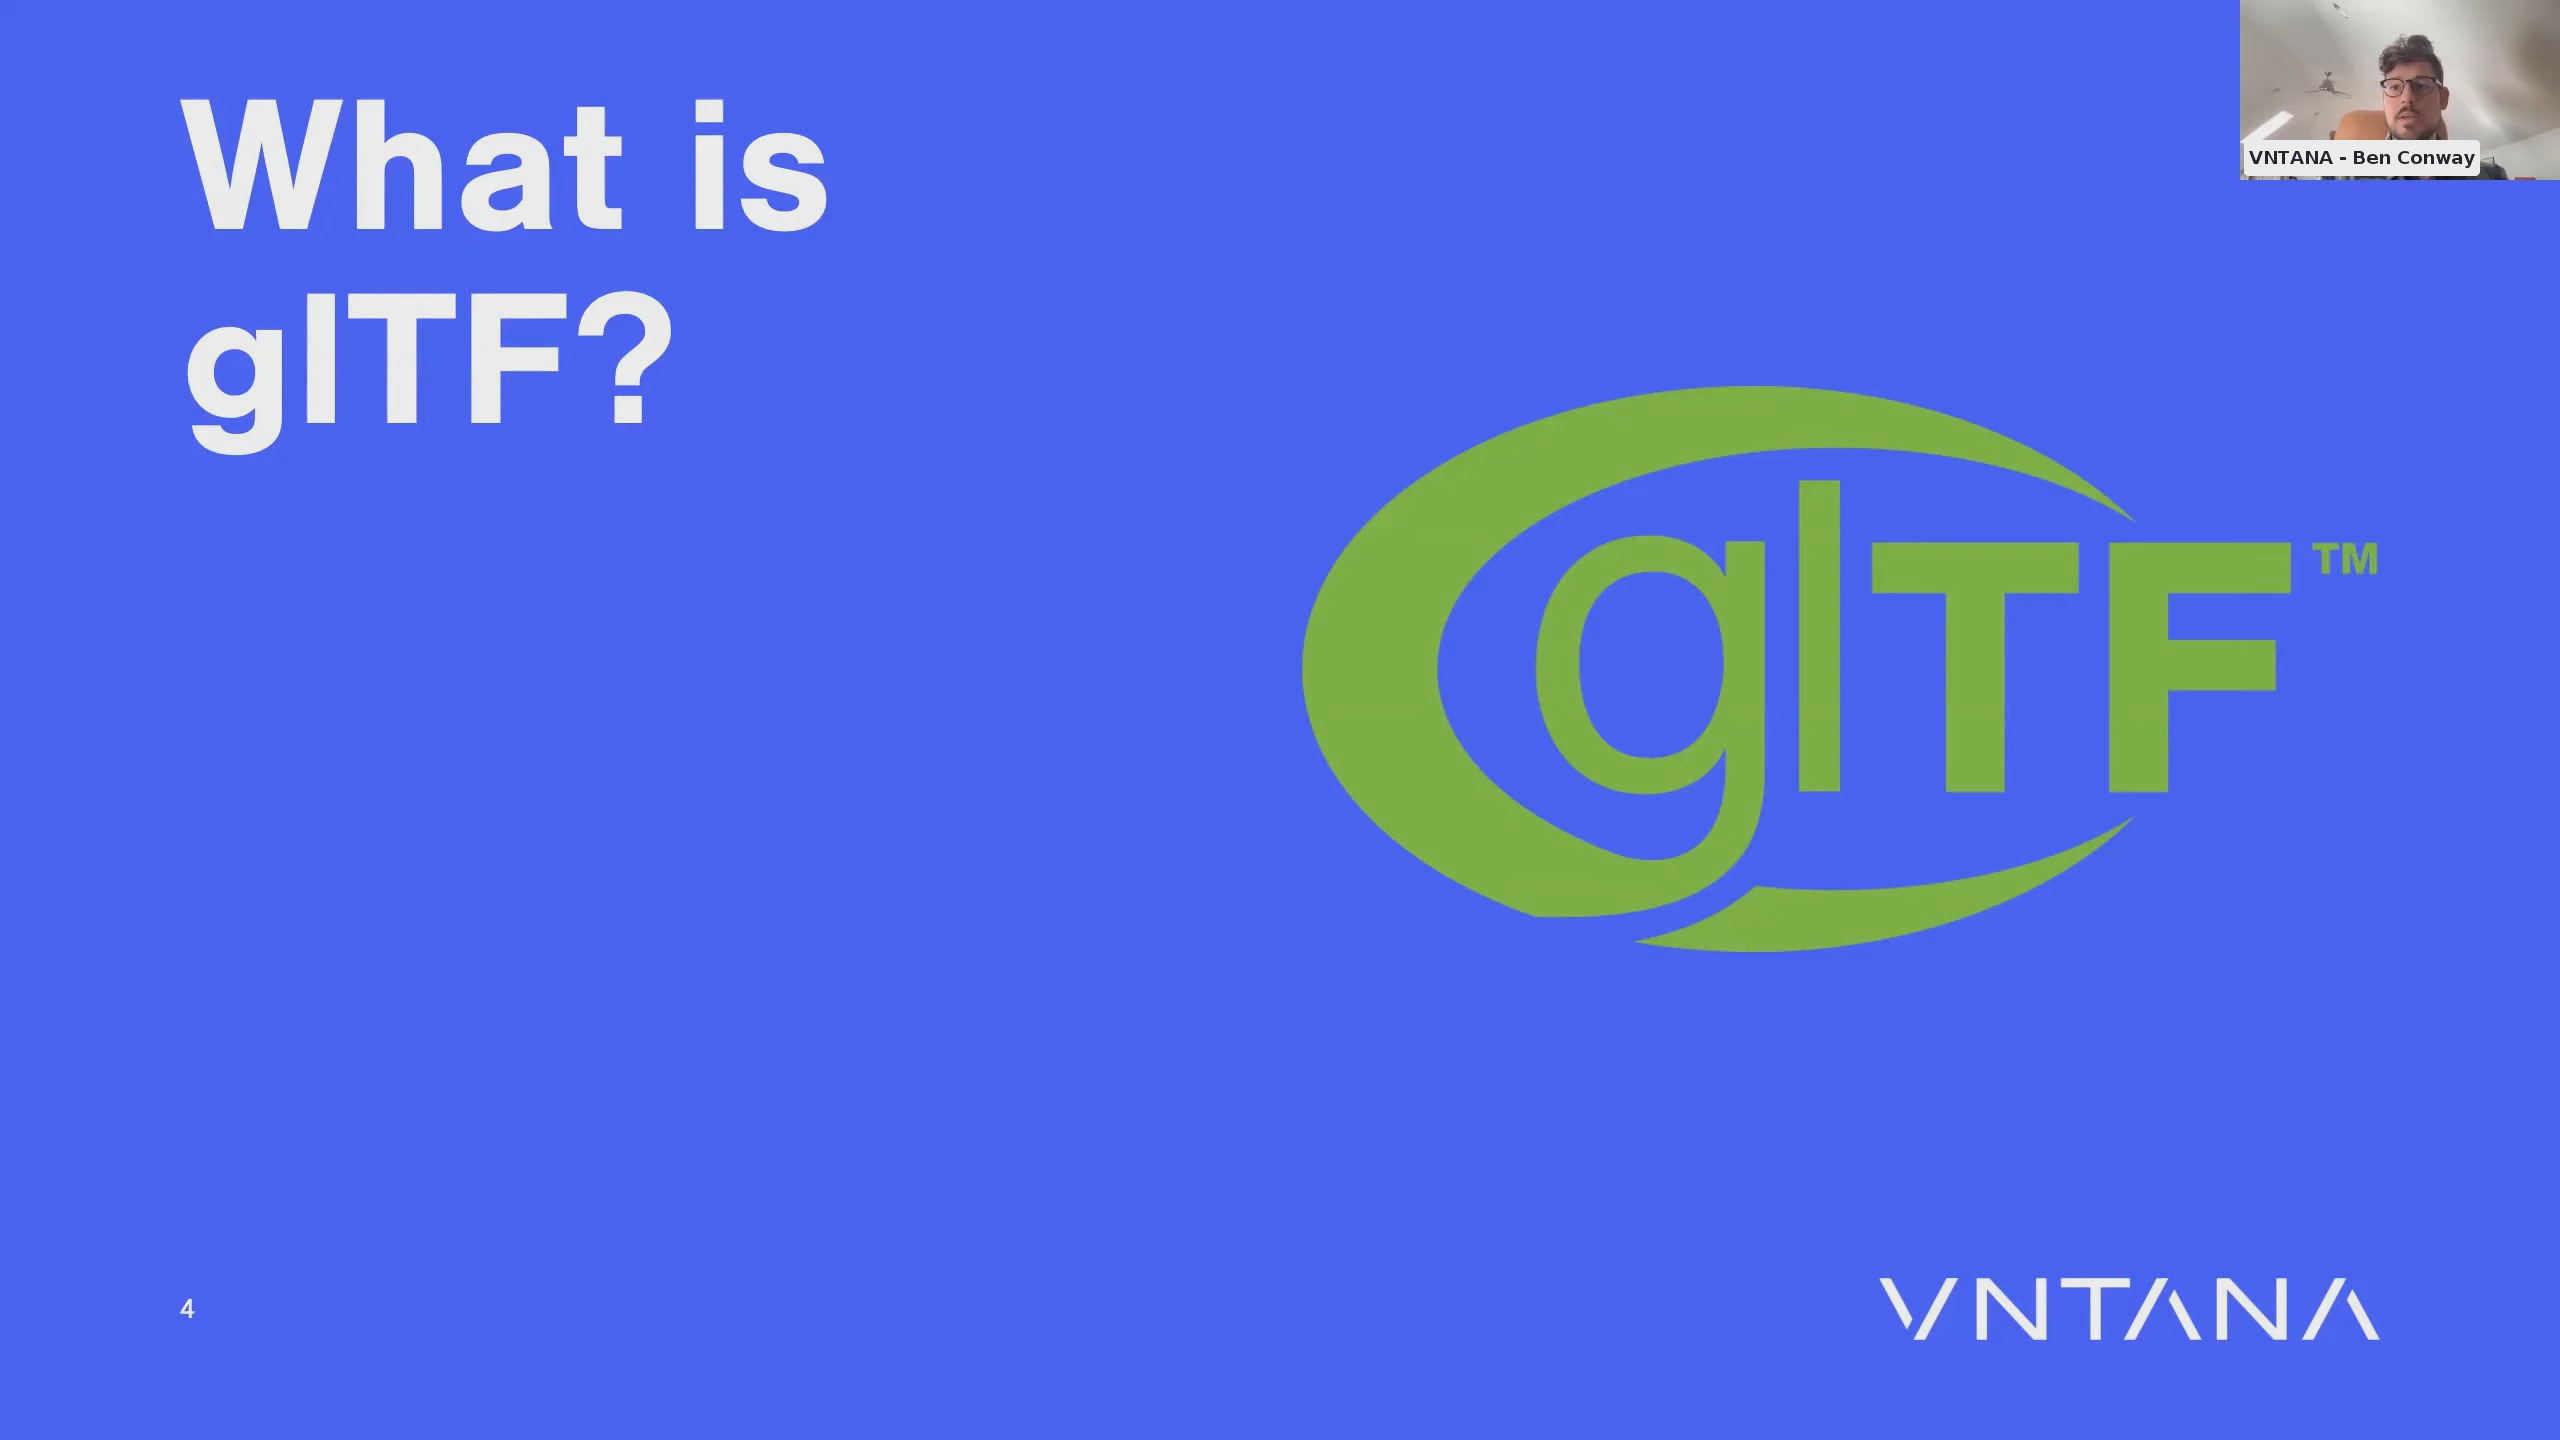 What is
glTF?
VNTANA - Ben Conway
glTF™
4
VNTANA